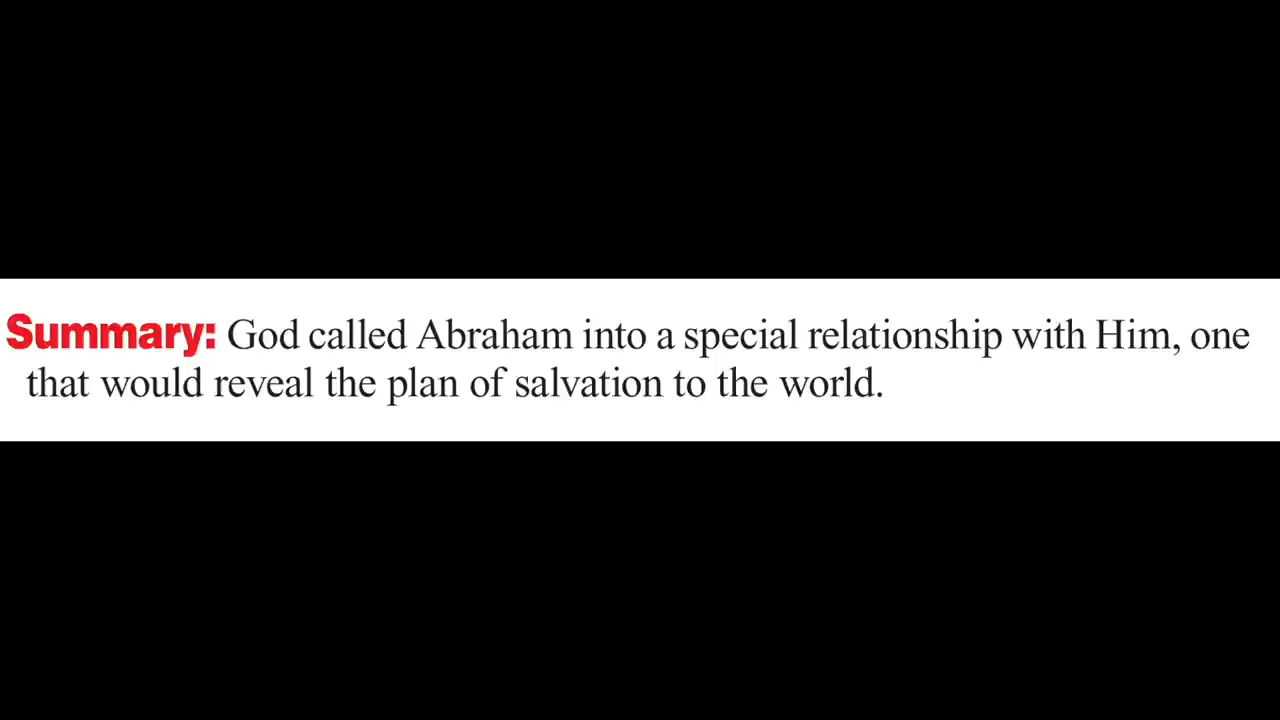 Summary: God called Abraham into a special relationship with Him, one
that would reveal the plan of salvation to the world.